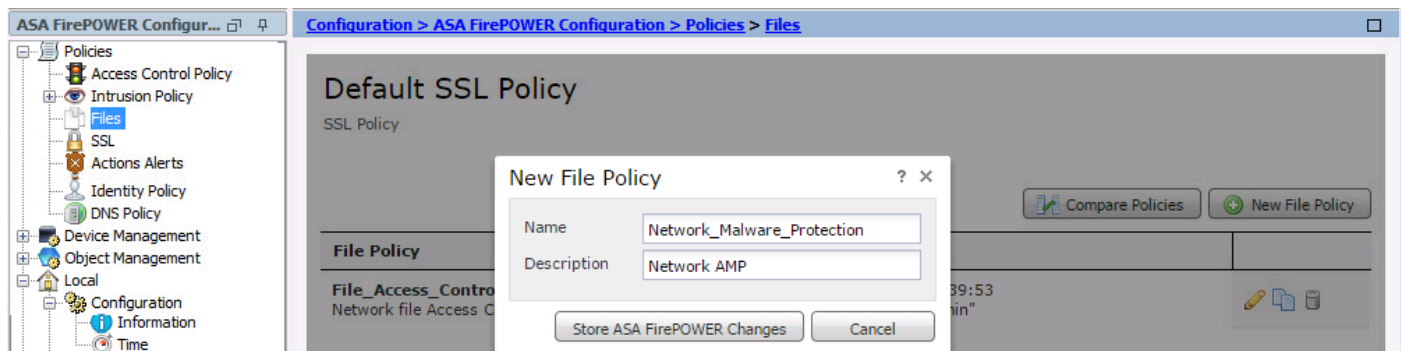 ASA FirePOWER Configur...
Configuration > ASA FirePOWER Configuration > Policies > Files
Policies
Access Control Policy
Intrusion Policy
Files
SSL
Actions Alerts
Identity Policy
DNS Policy
Device Management
Object Management
Local
Configuration
Information
Time
Default SSL Policy
SSL Policy
Compare Policies
New File Policy
File Policy
File_Access_Contro
39:53
Network file Access C
in"
New File Policy ? ×
Name Network_Malware_Protection
Description Network AMP
Store ASA FirePOWER Changes Cancel